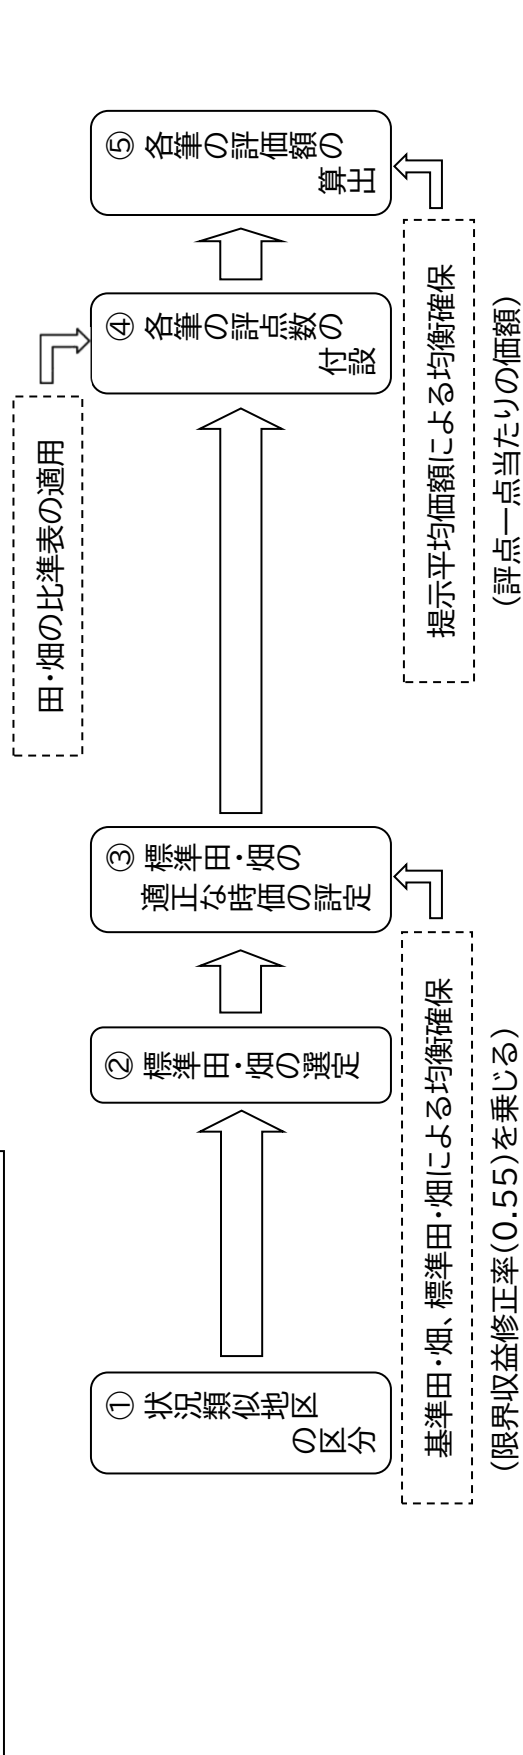 ① 状況類似地区
の区分
② 標準田・畑の選定
③ 標準田・畑の
適正な時価の評定
基準田・畑、標準田・畑による均衡確保
(限界収益修正率(0.55)を乗じる)
田・畑の比準表の適用
④ 各筆の評点数の
付設
⑤ 各筆の評価額の
算出
提示平均価額による均衡確保
(評点一点当たりの価額)